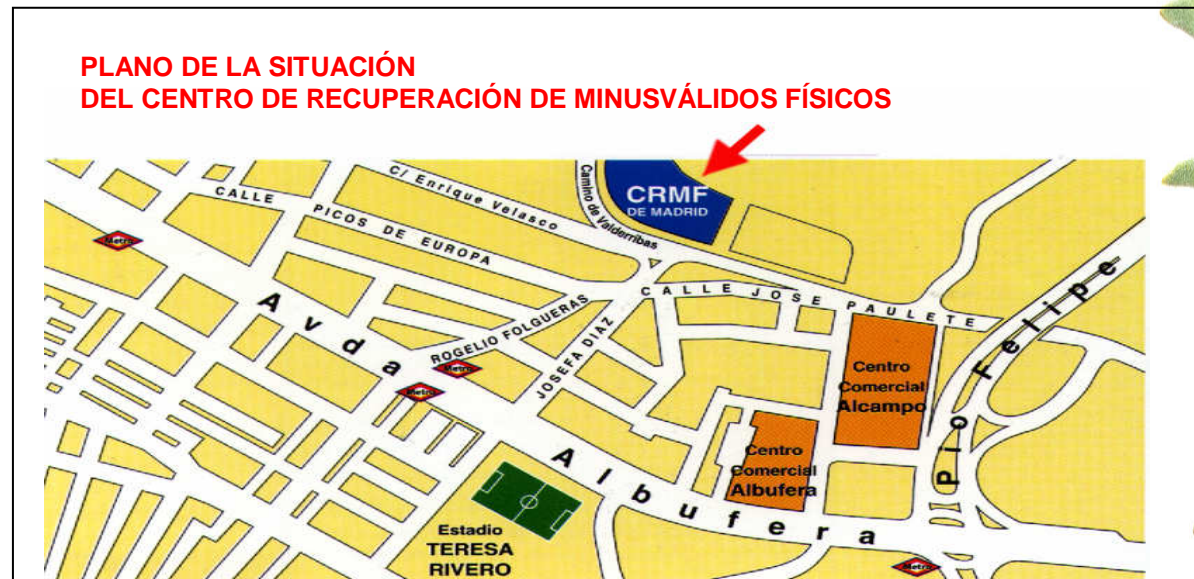 PLANO DE LA SITUACIÓN
DEL CENTRO DE RECUPERACIÓN DE MINUSVÁLIDOS FÍSICOS
CRMF
DE MADRID
Camino de Valderribas
C/ Enrique Velasco
CALLE PICOS DE EUROPA
Metro
CALLE JOSE PAULETE
Avda Albufera
ROGELIO FOLGUERAS
JOSEFA DIAZ
Metro
Metro
Pio Felipe
Centro
Comercial
Alcampo
Centro
Comercial
Albufera
Estadio
TERESA
RIVERO
Metro